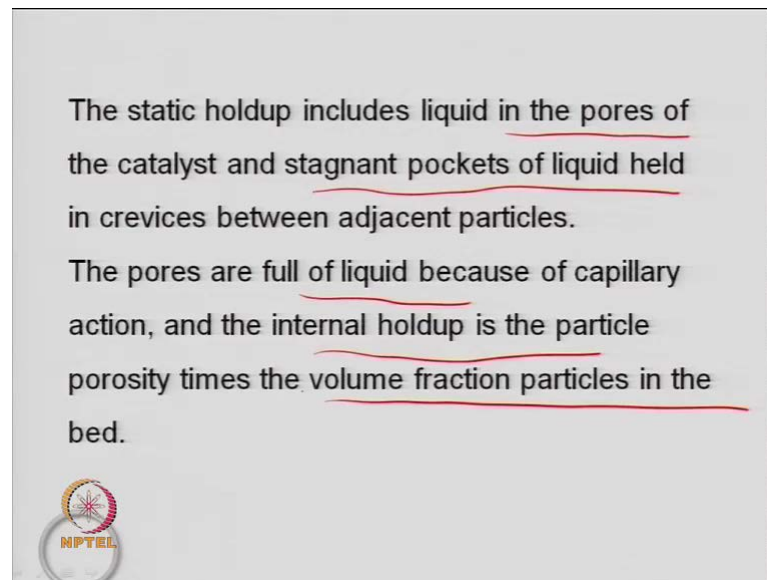 The static holdup includes liquid in the pores of
the catalyst and stagnant pockets of liquid held
in crevices between adjacent particles.
The pores are full of liquid because of capillary
action, and the internal holdup is the particle
porosity times the volume fraction particles in the
bed.
NPTEL